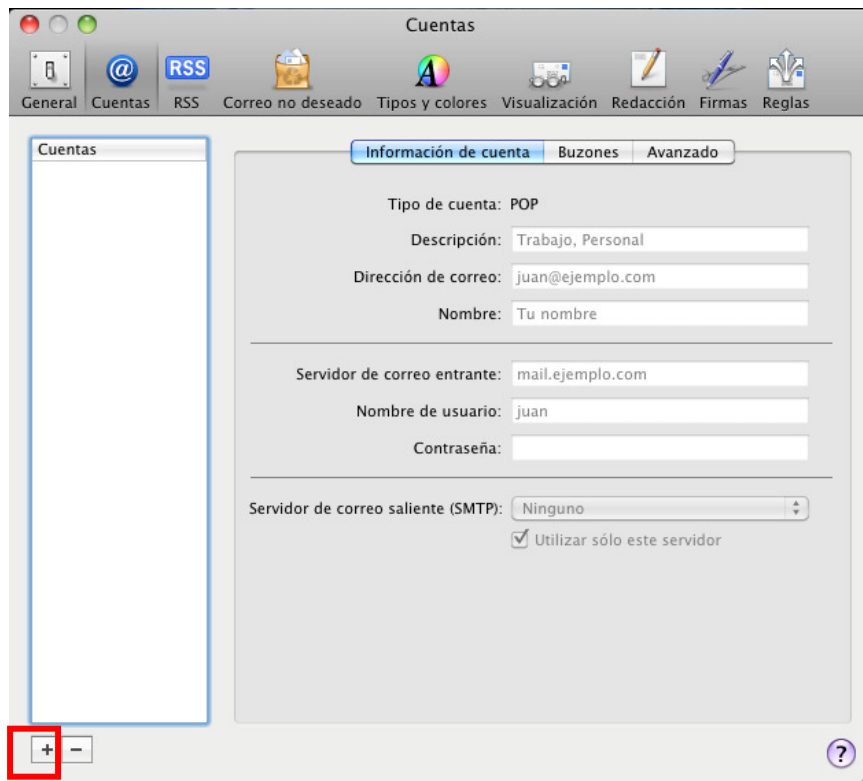 Cuentas
General Cuentas RSS Correo no deseado Tipos y colores Visualización Redacción Firmas Reglas
RSS
Cuentas
Información de cuenta Buzones Avanzado
Tipo de cuenta: POP
Descripción: Trabajo, Personal
Dirección de correo: juan@ejemplo.com
Nombre: Tu nombre
Servidor de correo entrante: mail.ejemplo.com
Nombre de usuario: juan
Contraseña:
Servidor de correo saliente (SMTP): Ninguno
Utilizar sólo este servidor
+ − ?